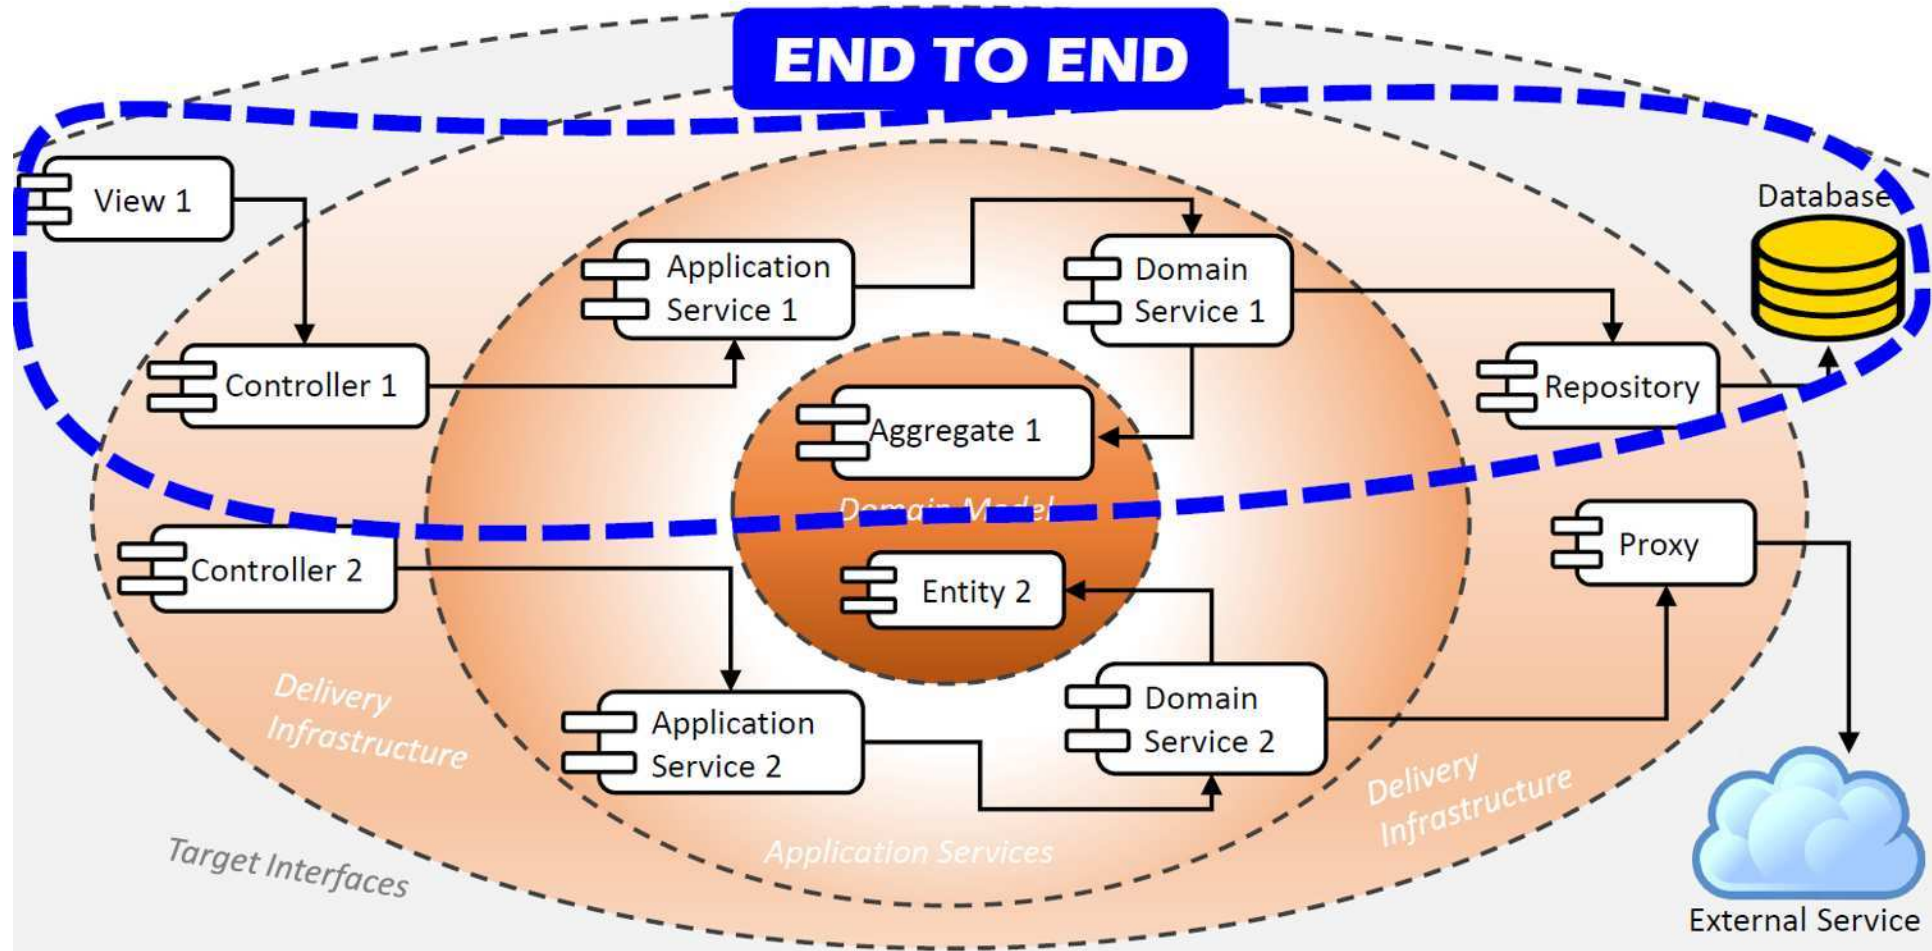 END TO END
View 1
Database
Application
Service 1
Domain
Service 1
Controller 1
Repository
Aggregate 1
Domain Model
Controller 2
Entity 2
Proxy
Delivery
Infrastructure
Application
Service 2
Domain
Service 2
Delivery
Infrastructure
Target Interfaces
Application Services
External Service